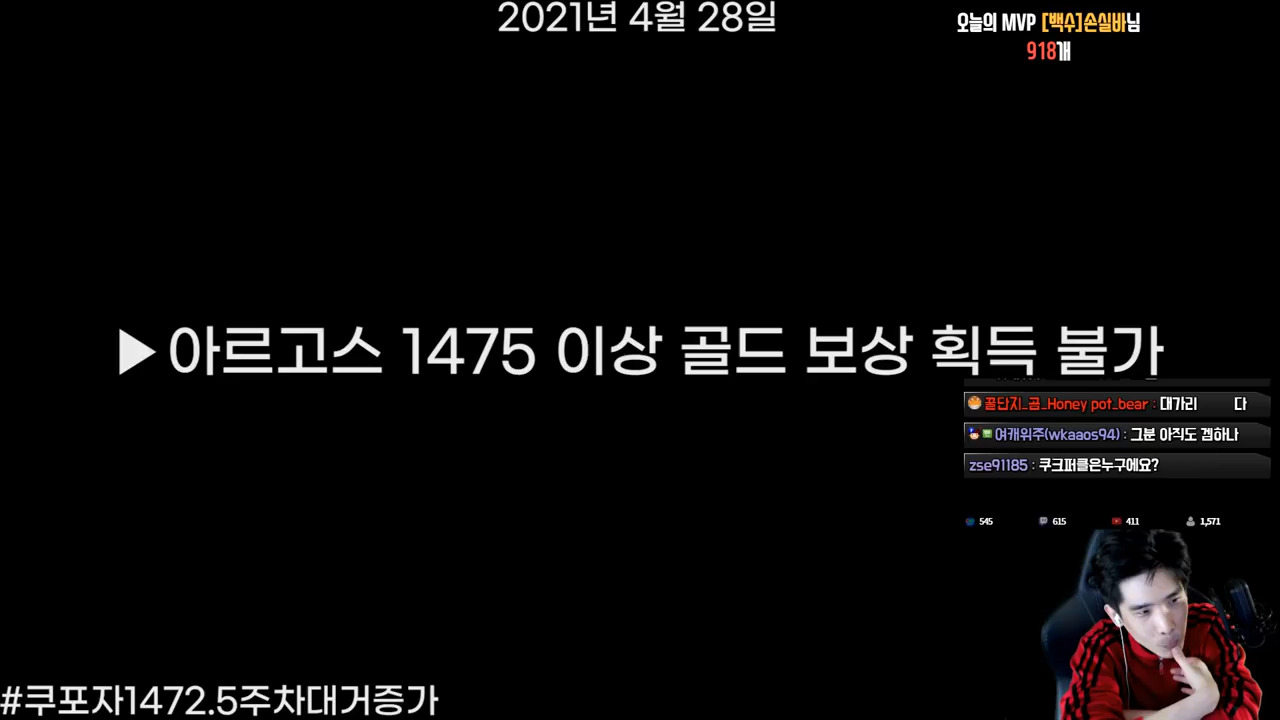 2021년 4월 28일
오늘의 MVP [백수]손실바님
918개
▶아르고스 1475 이상 골드 보상 획득 불가
꿀단지_곰_Honey pot_bear : 대가리 다
여캐위주(wkaaos94) : 그분 아직도 겜하나
zse91185 : 쿠크퍼클은누구에요?
545 615 411 1,571
#쿠포자1472.5주차대거증가